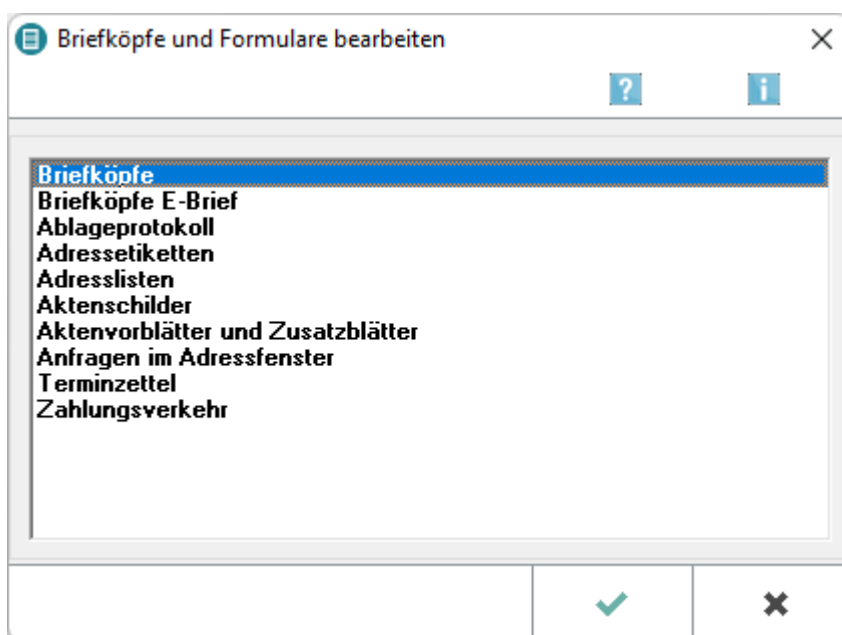 Briefköpfe und Formulare bearbeiten
?
i
Briefköpfe
Briefköpfe E-Brief
Ablageprotokoll
Adressetiketten
Adresslisten
Aktenschilder
Aktenvorblätter und Zusatzblätter
Anfragen im Adressfenster
Terminzettel
Zahlungsverkehr